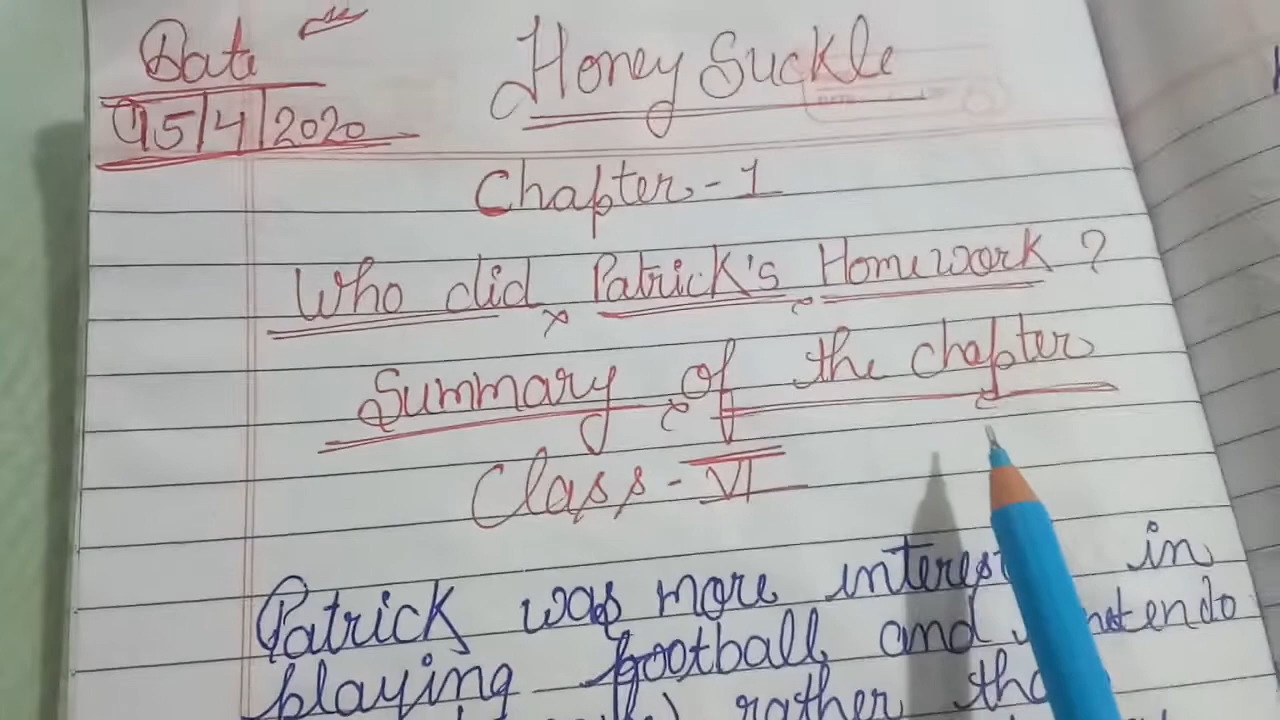 Date
15/4/2020
Honey Suckle
Chapter - 1
Who did Patrick's Homework ?
Summary of the chapter
Class - VI
Patrick was more in
playing football and
rather